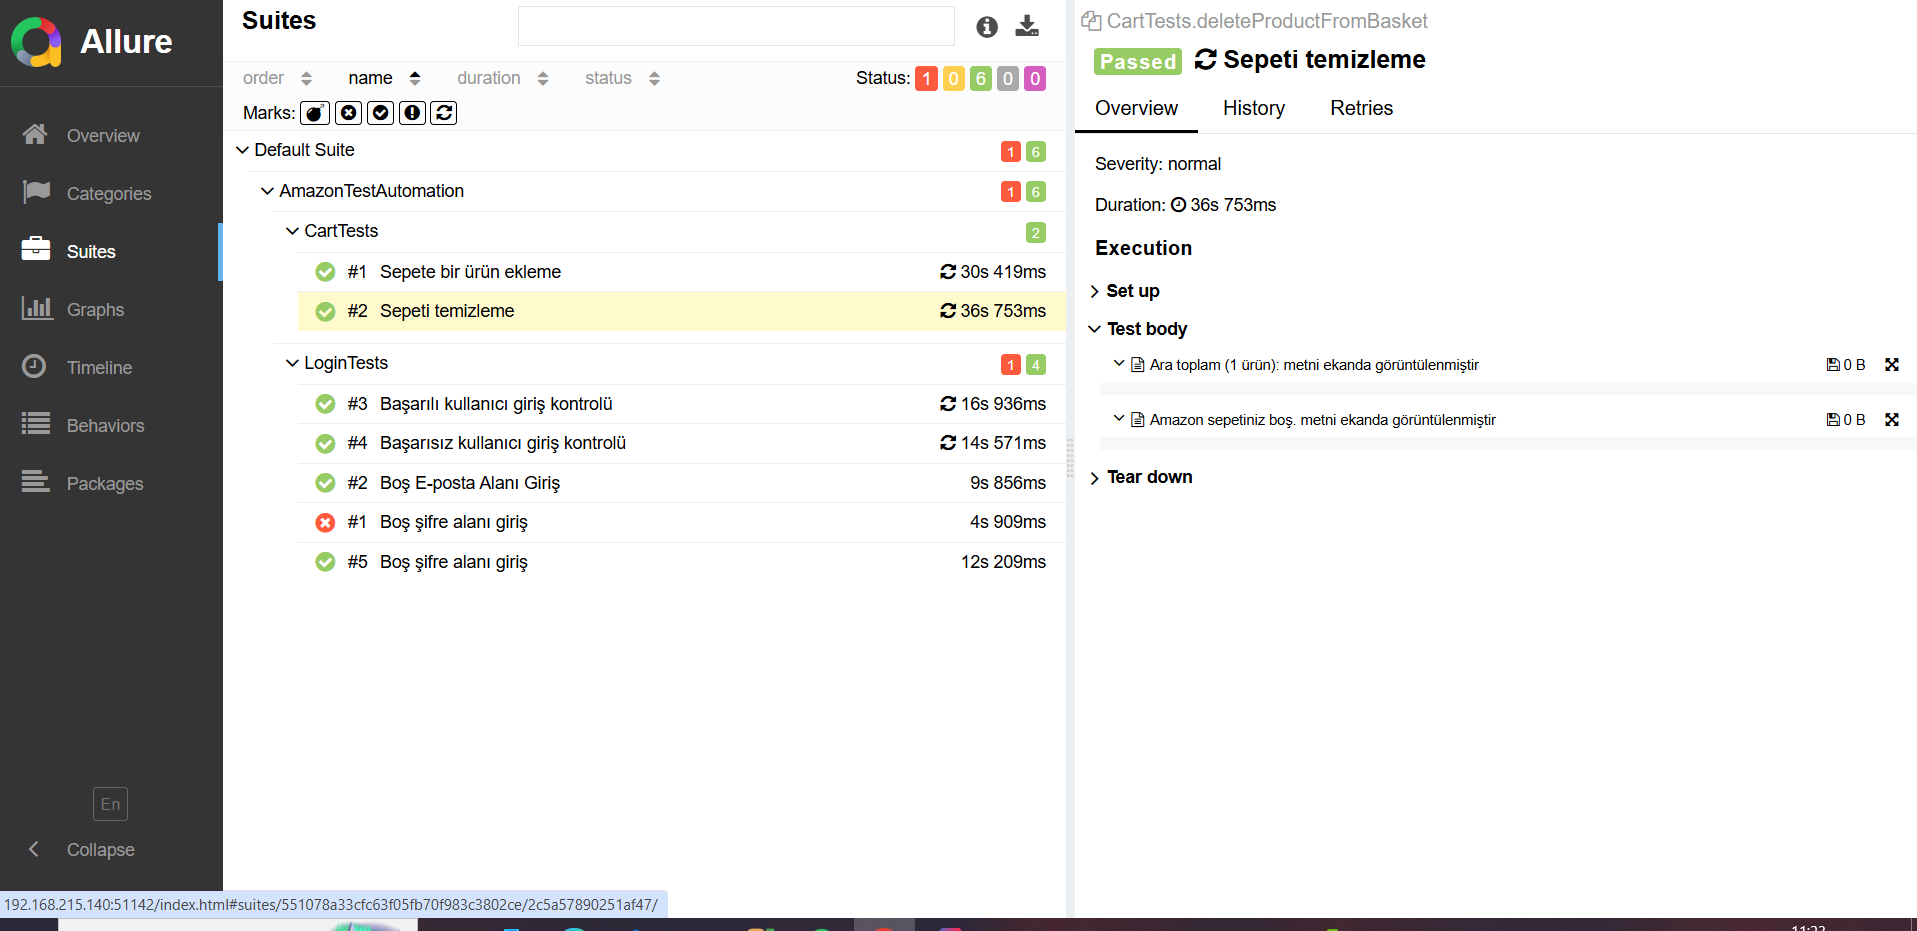 Allure
Overview
Categories
Suites
Graphs
Timeline
Behaviors
Packages
En
Collapse
Suites
order name duration status Status: 1 0 6 0 0
Marks:
Default Suite 1 6
AmazonTestAutomation 1 6
CartTests 2
#1 Sepete bir ürün ekleme 30s 419ms
#2 Sepeti temizleme 36s 753ms
LoginTests 1 4
#3 Başarılı kullanıcı giriş kontrolü 16s 936ms
#4 Başarısız kullanıcı giriş kontrolü 14s 571ms
#2 Boş E-posta Alanı Giriş 9s 856ms
#1 Boş şifre alanı giriş 4s 909ms
#5 Boş şifre alanı giriş 12s 209ms
CartTests.deleteProductFromBasket
Passed Sepeti temizleme
Overview History Retries
Severity: normal
Duration: 36s 753ms
Execution
Set up
Test body
Ara toplam (1 ürün): metni ekanda görüntülenmiştir 0 B
Amazon sepetiniz boş. metni ekanda görüntülenmiştir 0 B
Tear down
192.168.215.140:51142/index.html#suites/551078a33cfc63f05fb70f983c3802ce/2c5a57890251af47/